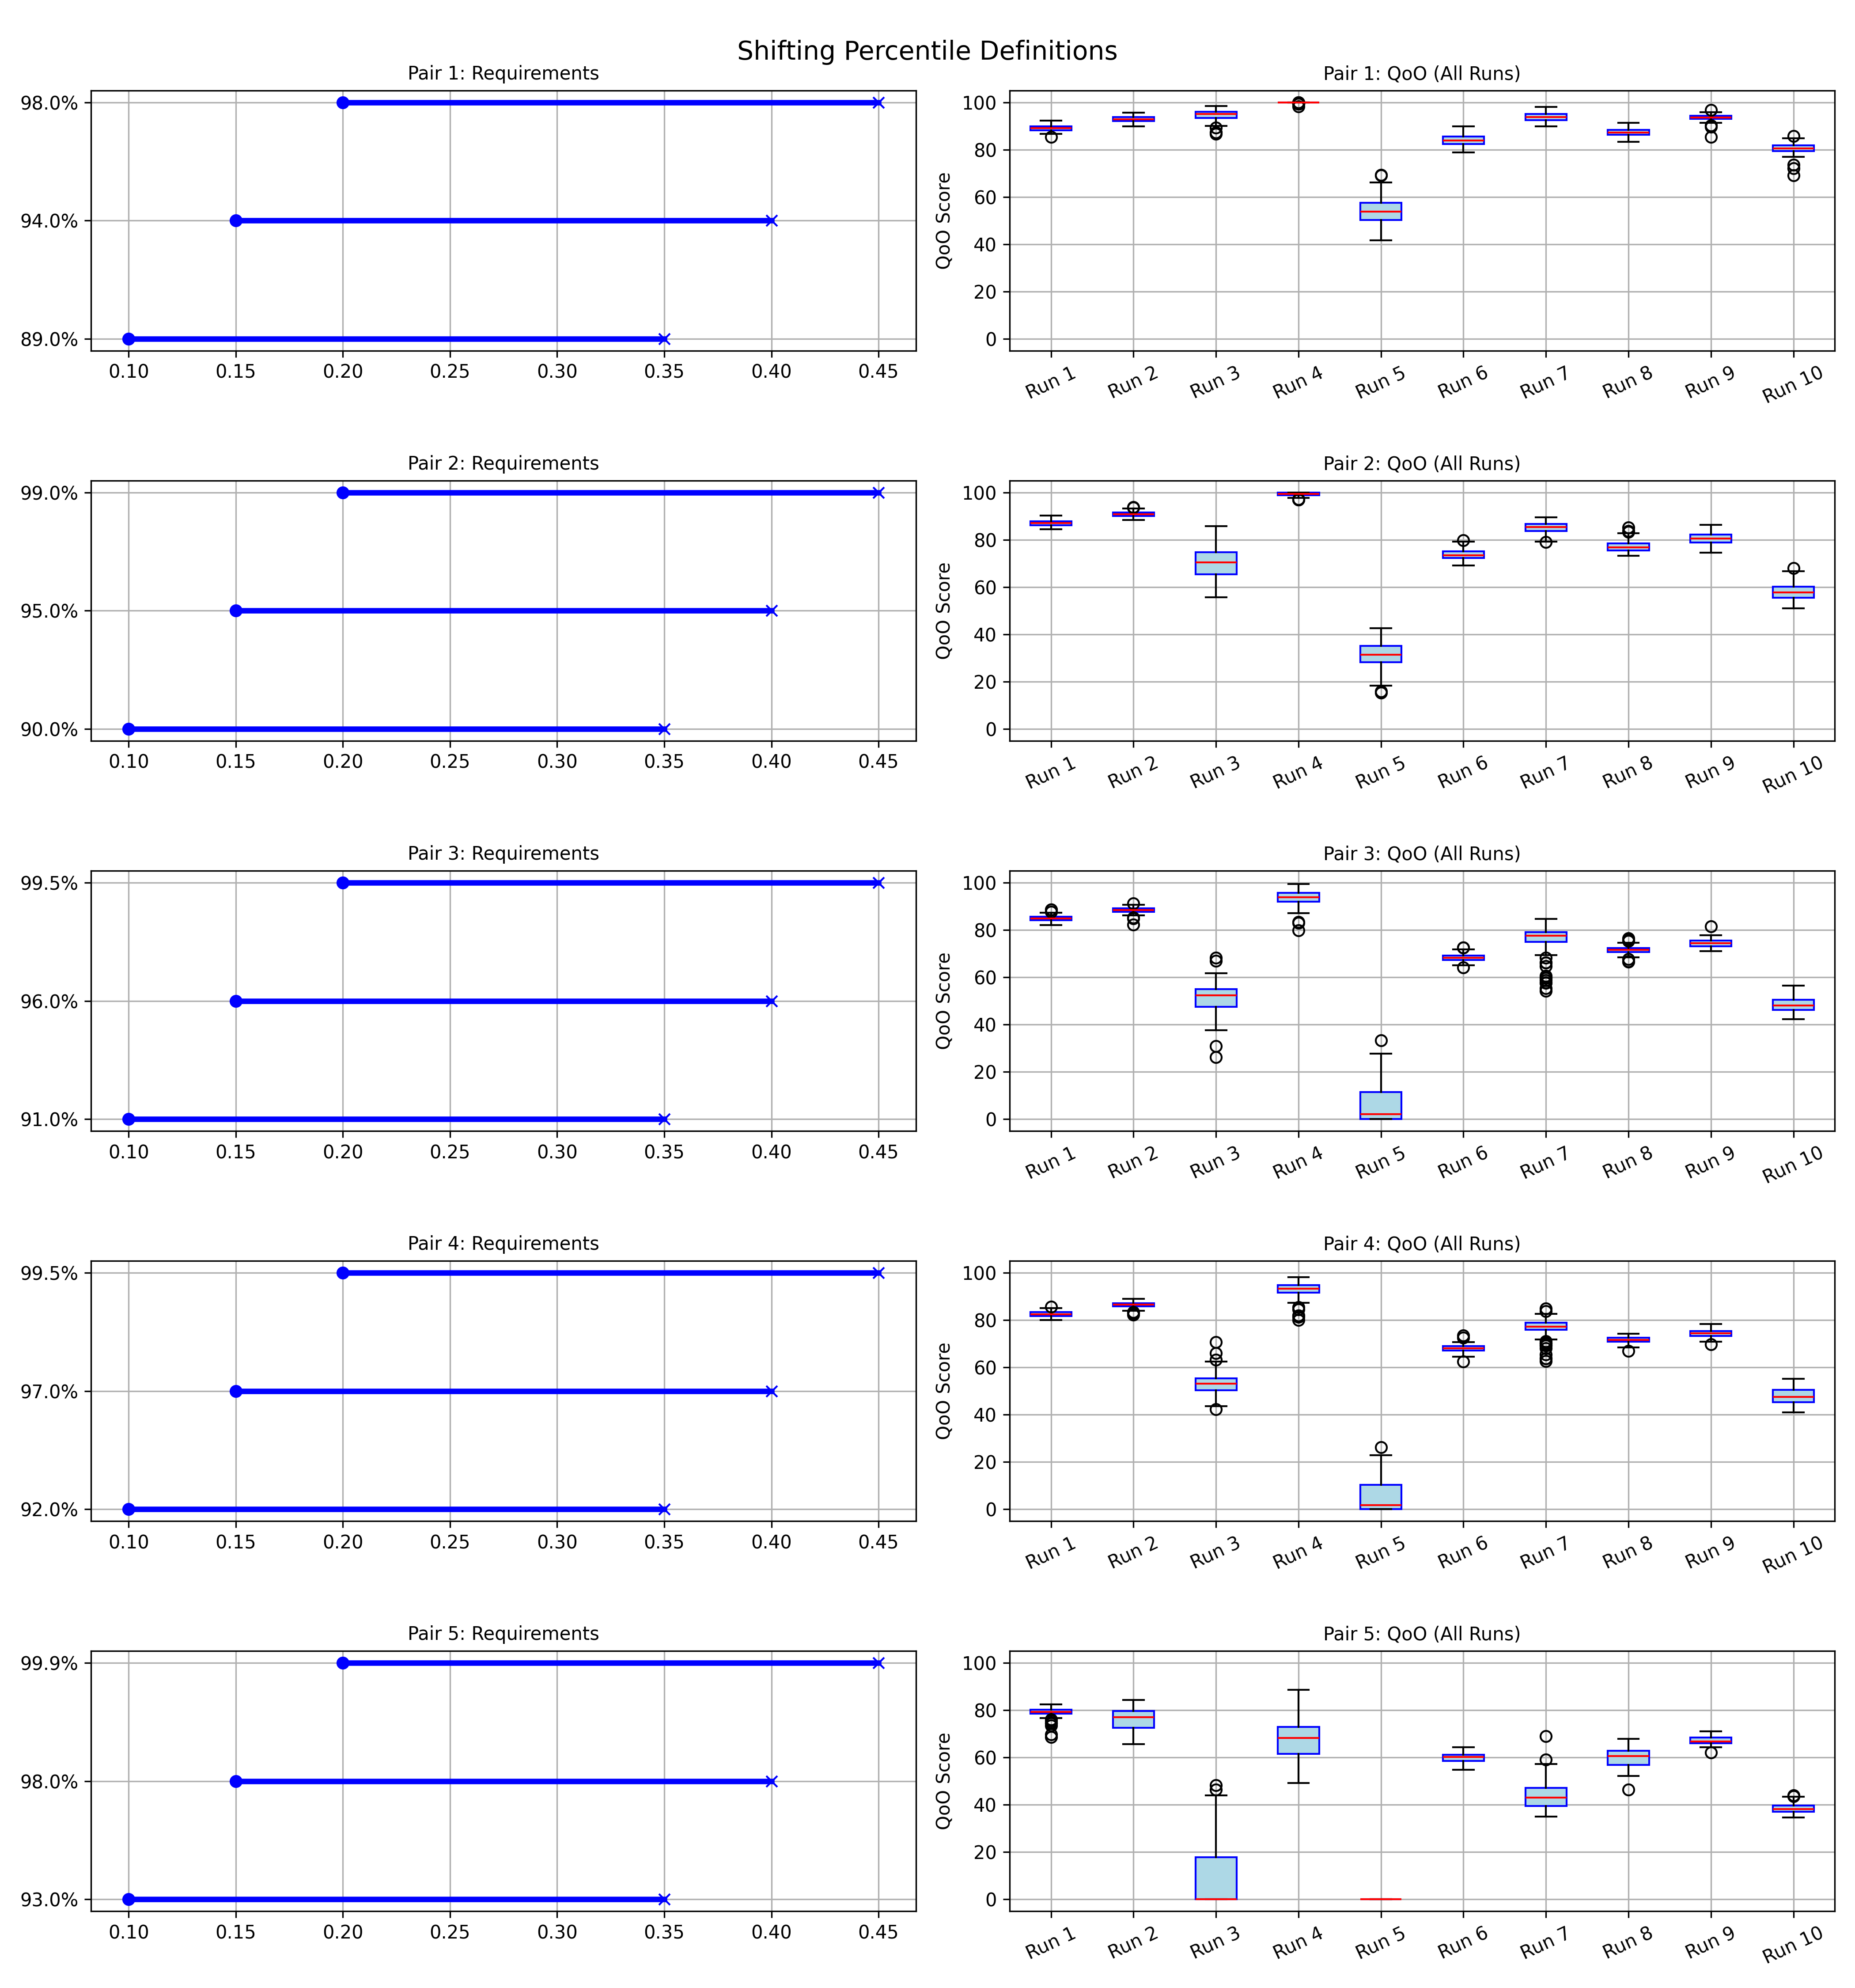 Shifting Percentile Definitions
Pair 1: Requirements
98.0%
94.0%
89.0%
0.10 0.15 0.20 0.25 0.30 0.35 0.40 0.45
Pair 1: QoO (All Runs)
QoO Score
100
80
60
40
20
0
Run 1 Run 2 Run 3 Run 4 Run 5 Run 6 Run 7 Run 8 Run 9 Run 10
Pair 2: Requirements
99.0%
95.0%
90.0%
0.10 0.15 0.20 0.25 0.30 0.35 0.40 0.45
Pair 2: QoO (All Runs)
QoO Score
100
80
60
40
20
0
Run 1 Run 2 Run 3 Run 4 Run 5 Run 6 Run 7 Run 8 Run 9 Run 10
Pair 3: Requirements
99.5%
96.0%
91.0%
0.10 0.15 0.20 0.25 0.30 0.35 0.40 0.45
Pair 3: QoO (All Runs)
QoO Score
100
80
60
40
20
0
Run 1 Run 2 Run 3 Run 4 Run 5 Run 6 Run 7 Run 8 Run 9 Run 10
Pair 4: Requirements
99.5%
97.0%
92.0%
0.10 0.15 0.20 0.25 0.30 0.35 0.40 0.45
Pair 4: QoO (All Runs)
QoO Score
100
80
60
40
20
0
Run 1 Run 2 Run 3 Run 4 Run 5 Run 6 Run 7 Run 8 Run 9 Run 10
Pair 5: Requirements
99.9%
98.0%
93.0%
0.10 0.15 0.20 0.25 0.30 0.35 0.40 0.45
Pair 5: QoO (All Runs)
QoO Score
100
80
60
40
20
0
Run 1 Run 2 Run 3 Run 4 Run 5 Run 6 Run 7 Run 8 Run 9 Run 10